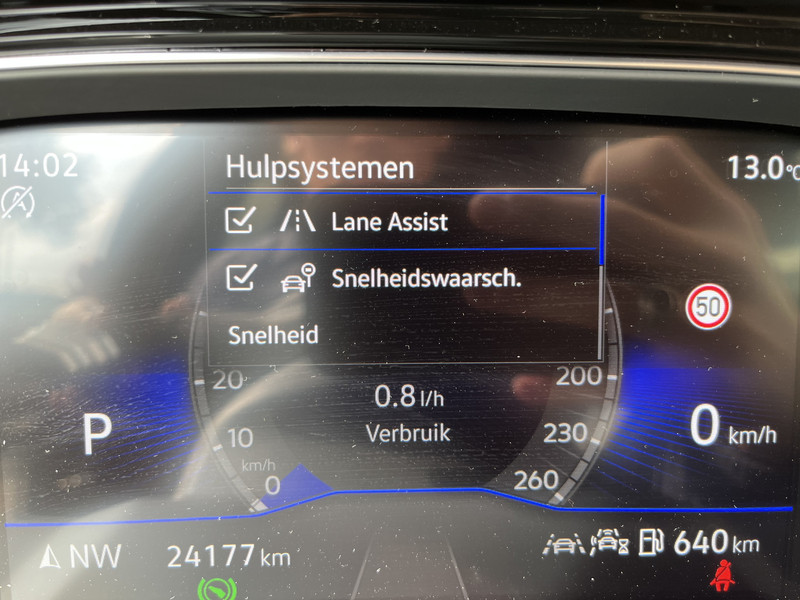 14:02
Hulpsystemen
13.0°C
Lane Assist
Snelheidswaarsch.
50
Snelheid
20
200
0.8 l/h
P
10
Verbruik
230
0 km/h
km/h
0
260
NW
24177 km
640 km